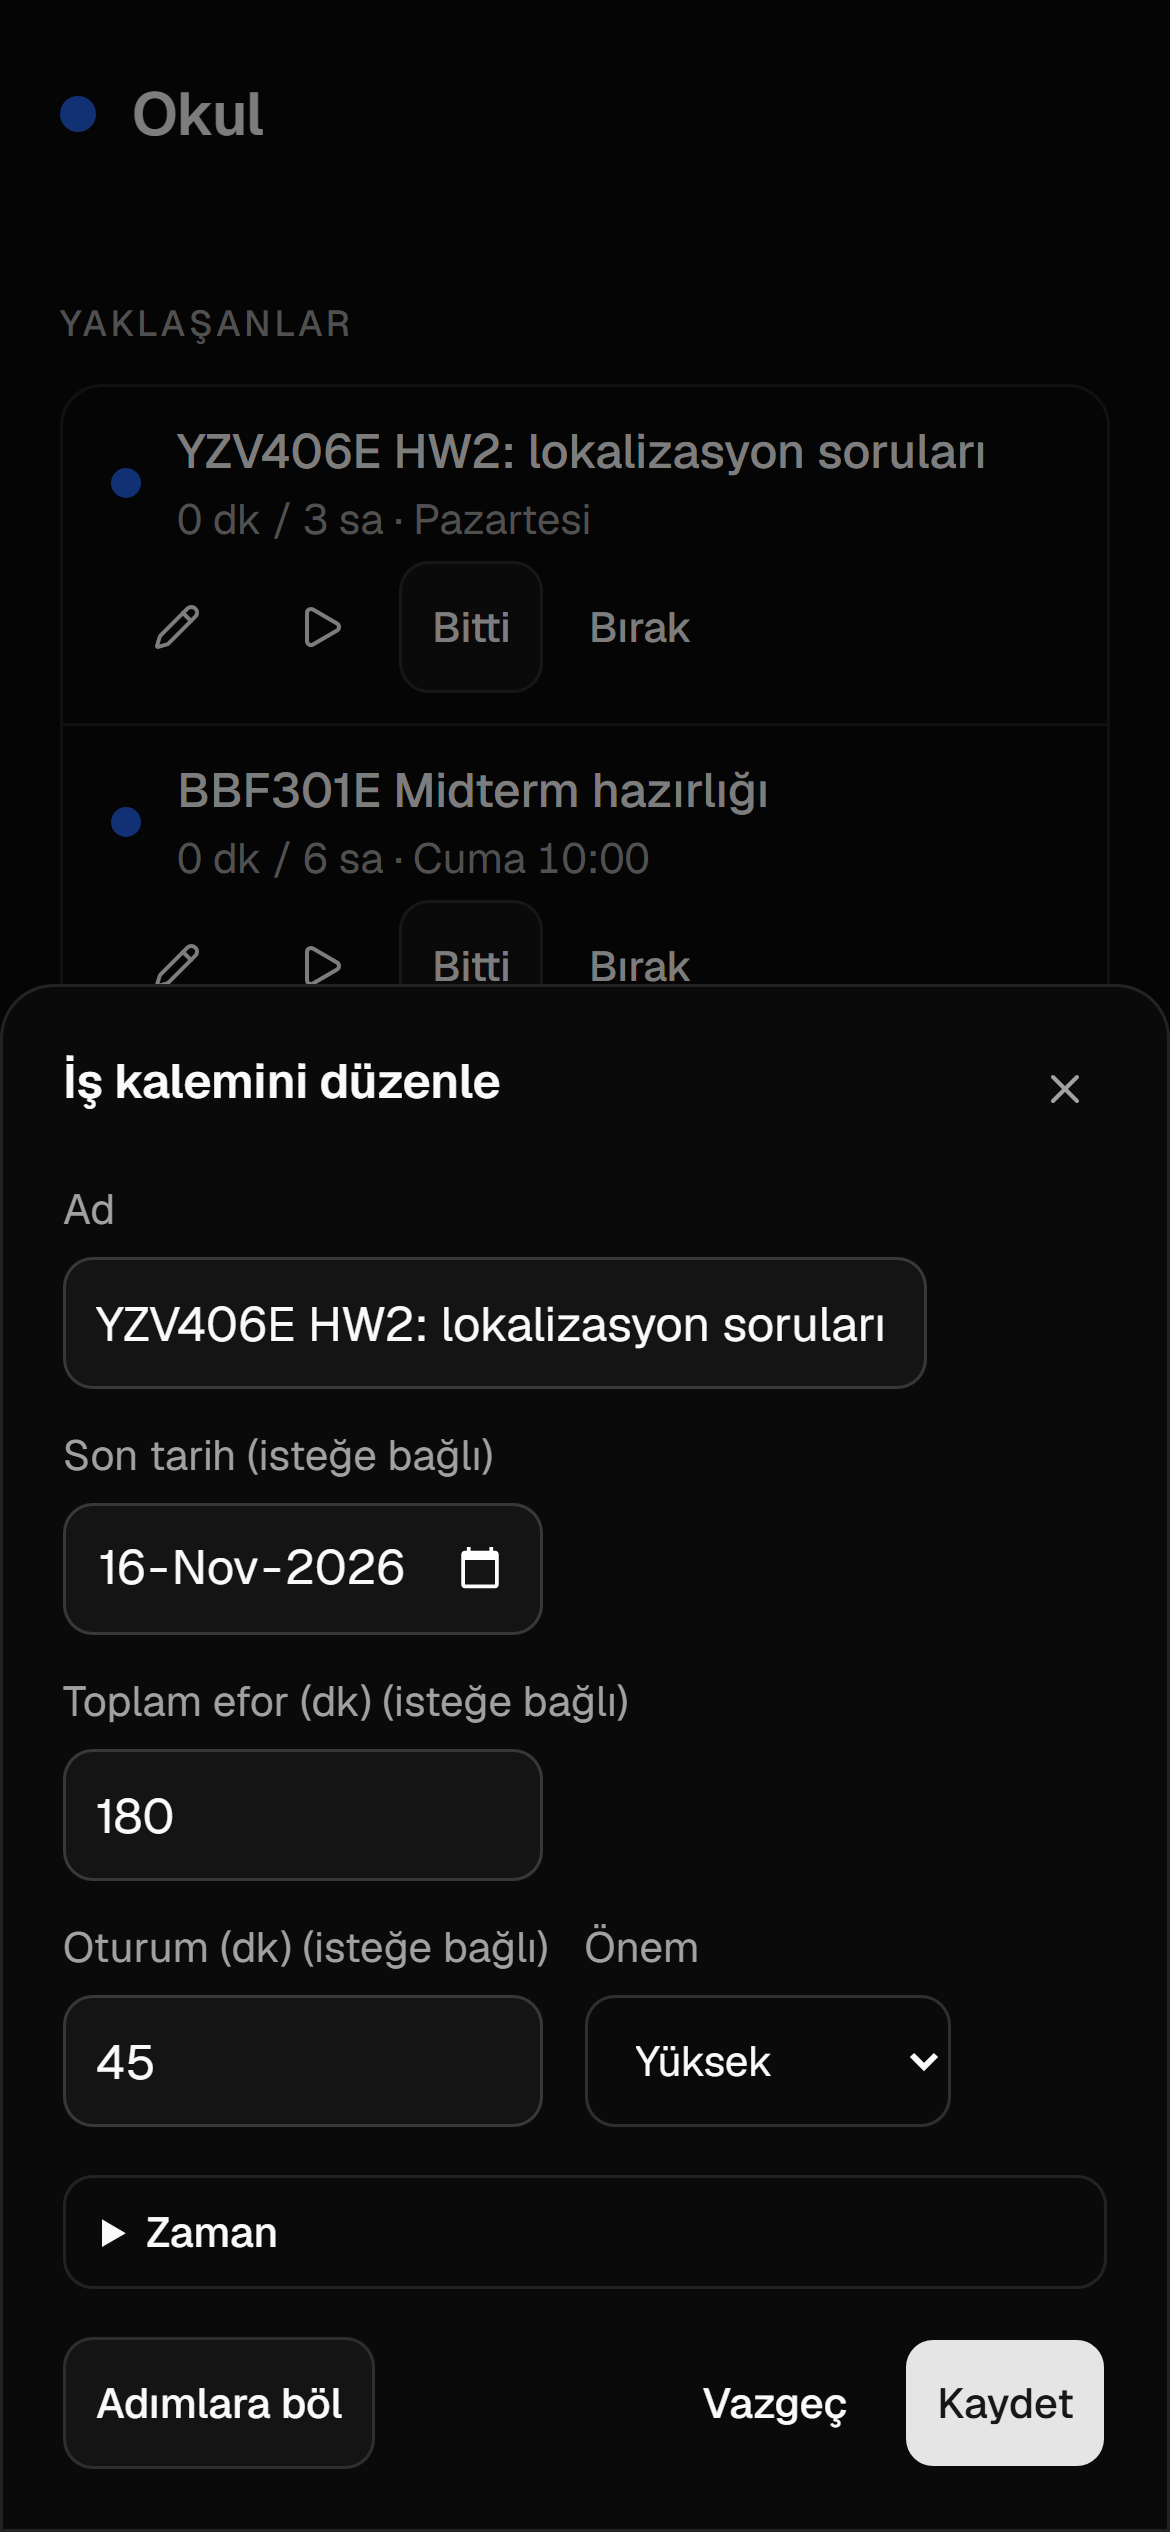 Okul
YAKLAŞANLAR
YZV406E HW2: lokalizasyon soruları
0 dk / 3 sa · Pazartesi
Bitti
Bırak
BBF301E Midterm hazırlığı
0 dk / 6 sa · Cuma 10:00
Bitti
Bırak
İş kalemini düzenle
Ad
YZV406E HW2: lokalizasyon soruları
Son tarih (isteğe bağlı)
16-Nov-2026
Toplam efor (dk) (isteğe bağlı)
180
Oturum (dk) (isteğe bağlı)
Önem
45
Yüksek
Zaman
Adımlara böl
Vazgeç
Kaydet